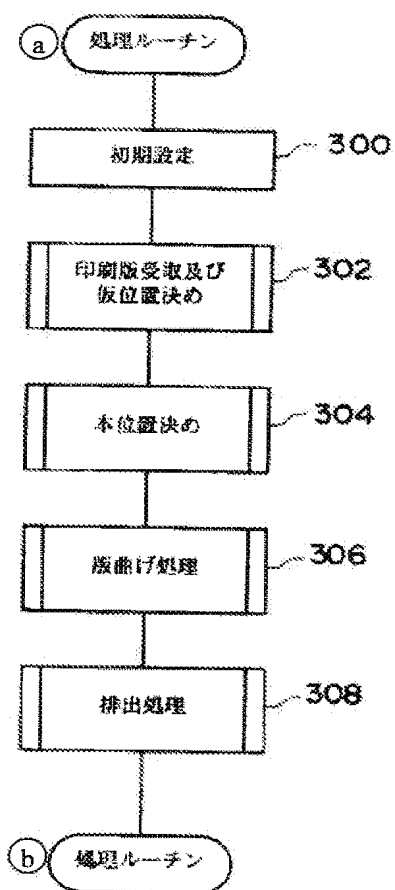 a 処理ルーチン
初期設定 300
印刷版受取及び 302
仮位置決め
本位置決め 304
版曲げ処理 306
排出処理 308
b 処理ルーチン